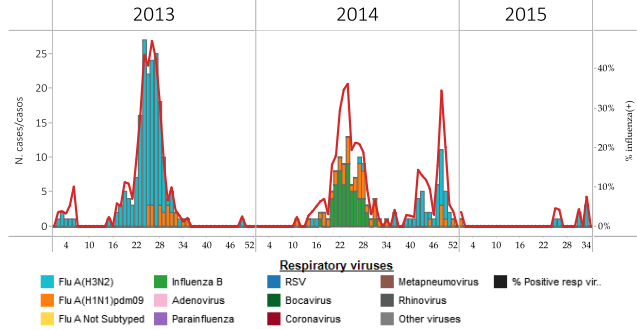 2013 2014 2015
25
20
15
10
5
0
N. cases/casos
40%
30%
20%
10%
0%
% influenza(+)
4 10 16 22 28 34 40 46 52 4 10 16 22 28 34 40 46 52 4 10 16 22 28 34
Respiratory viruses
Flu A(H3N2) Influenza B RSV Metapneumovirus % Positive resp vir..
Flu A(H1N1)pdm09 Adenovirus Bocavirus Rhinovirus
Flu A Not Subtyped Parainfluenza Coronavirus Other viruses